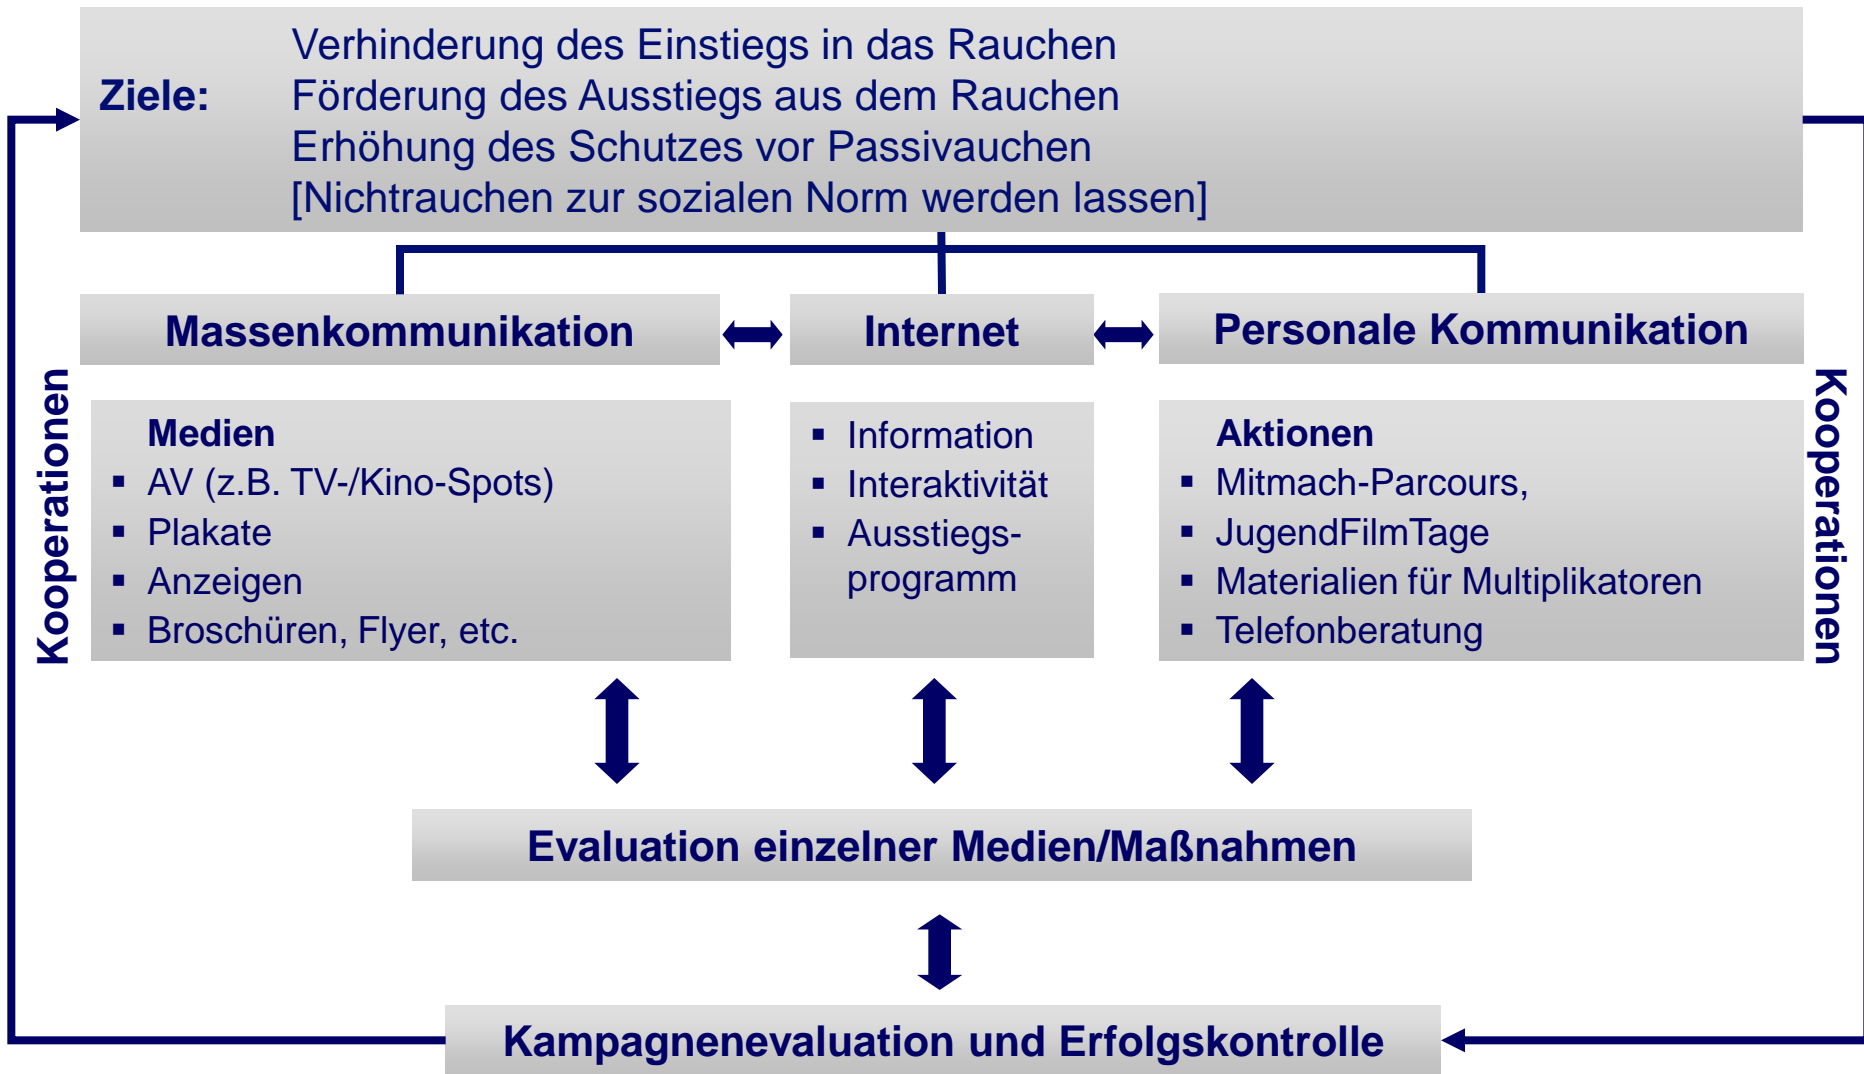 Verhinderung des Einstiegs in das Rauchen
Ziele: Förderung des Ausstiegs aus dem Rauchen
Erhöhung des Schutzes vor Passivauchen
[Nichtrauchen zur sozialen Norm werden lassen]
Massenkommunikation
Internet
Personale Kommunikation
Kooperationen
Medien
▪ AV (z.B. TV-/Kino-Spots)
▪ Plakate
▪ Anzeigen
▪ Broschüren, Flyer, etc.
▪ Information
▪ Interaktivität
▪ Ausstiegs-
programm
Aktionen
▪ Mitmach-Parcours,
▪ JugendFilmTage
▪ Materialien für Multiplikatoren
▪ Telefonberatung
Kooperationen
Evaluation einzelner Medien/Maßnahmen
Kampagnenevaluation und Erfolgskontrolle